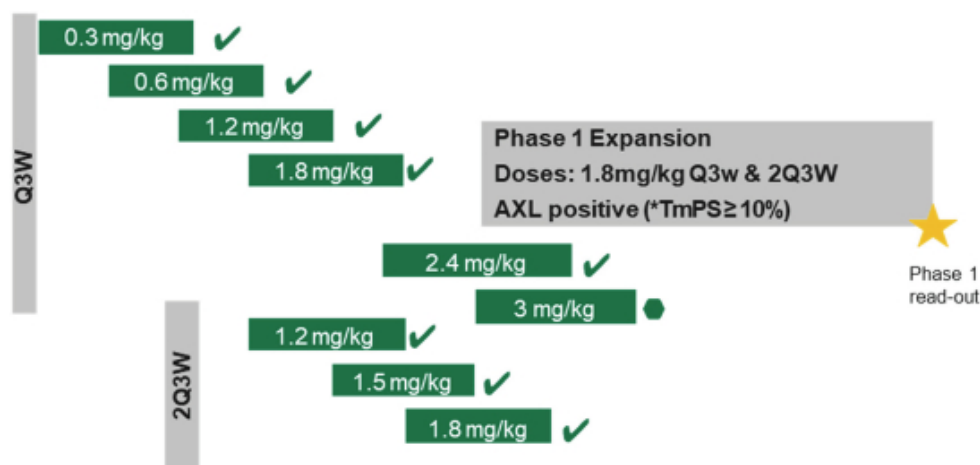 Q3W
0.3 mg/kg
0.6 mg/kg
1.2 mg/kg
1.8 mg/kg
Phase 1 Expansion
Doses: 1.8mg/kg Q3w & 2Q3W
AXL positive (*TmPS≥10%)
2.4 mg/kg
3 mg/kg
Phase 1
read-out
2Q3W
1.2 mg/kg
1.5 mg/kg
1.8 mg/kg